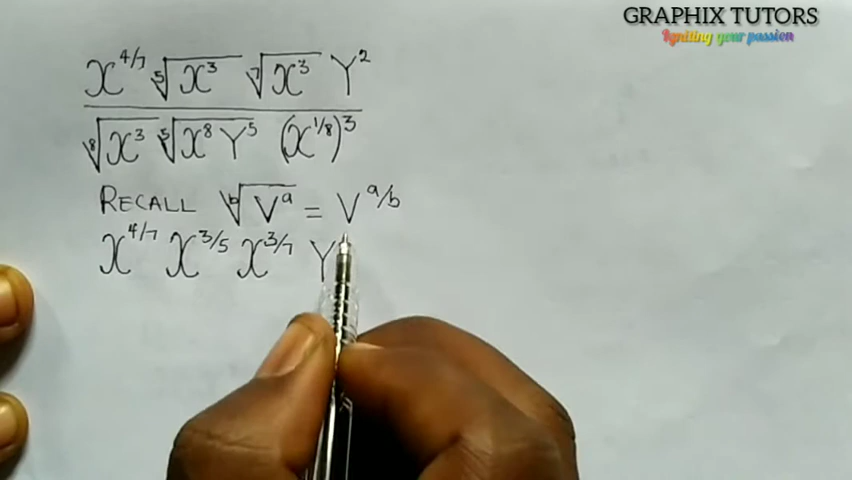 GRAPHIX TUTORS
Igniting your passion
x^{4/7} ⁵√x³ ⁷√x³ Y²
⁸√x³ ⁵√x⁸Y⁵ (x^{1/8})³
RECALL ᵇ√Vᵃ = V^{a/b}
x^{4/7} x^{3/5} x^{3/7} Y